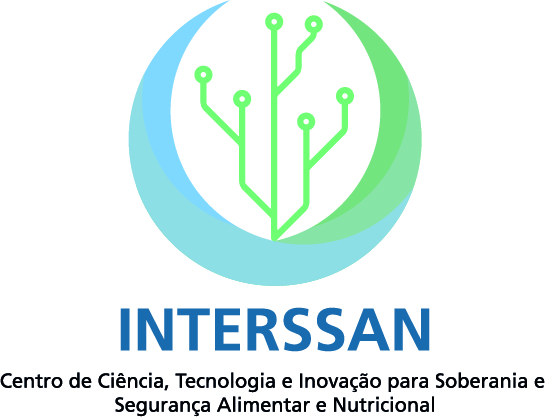 INTERSSAN
Centro de Ciência, Tecnologia e Inovação para Soberania e
Segurança Alimentar e Nutricional